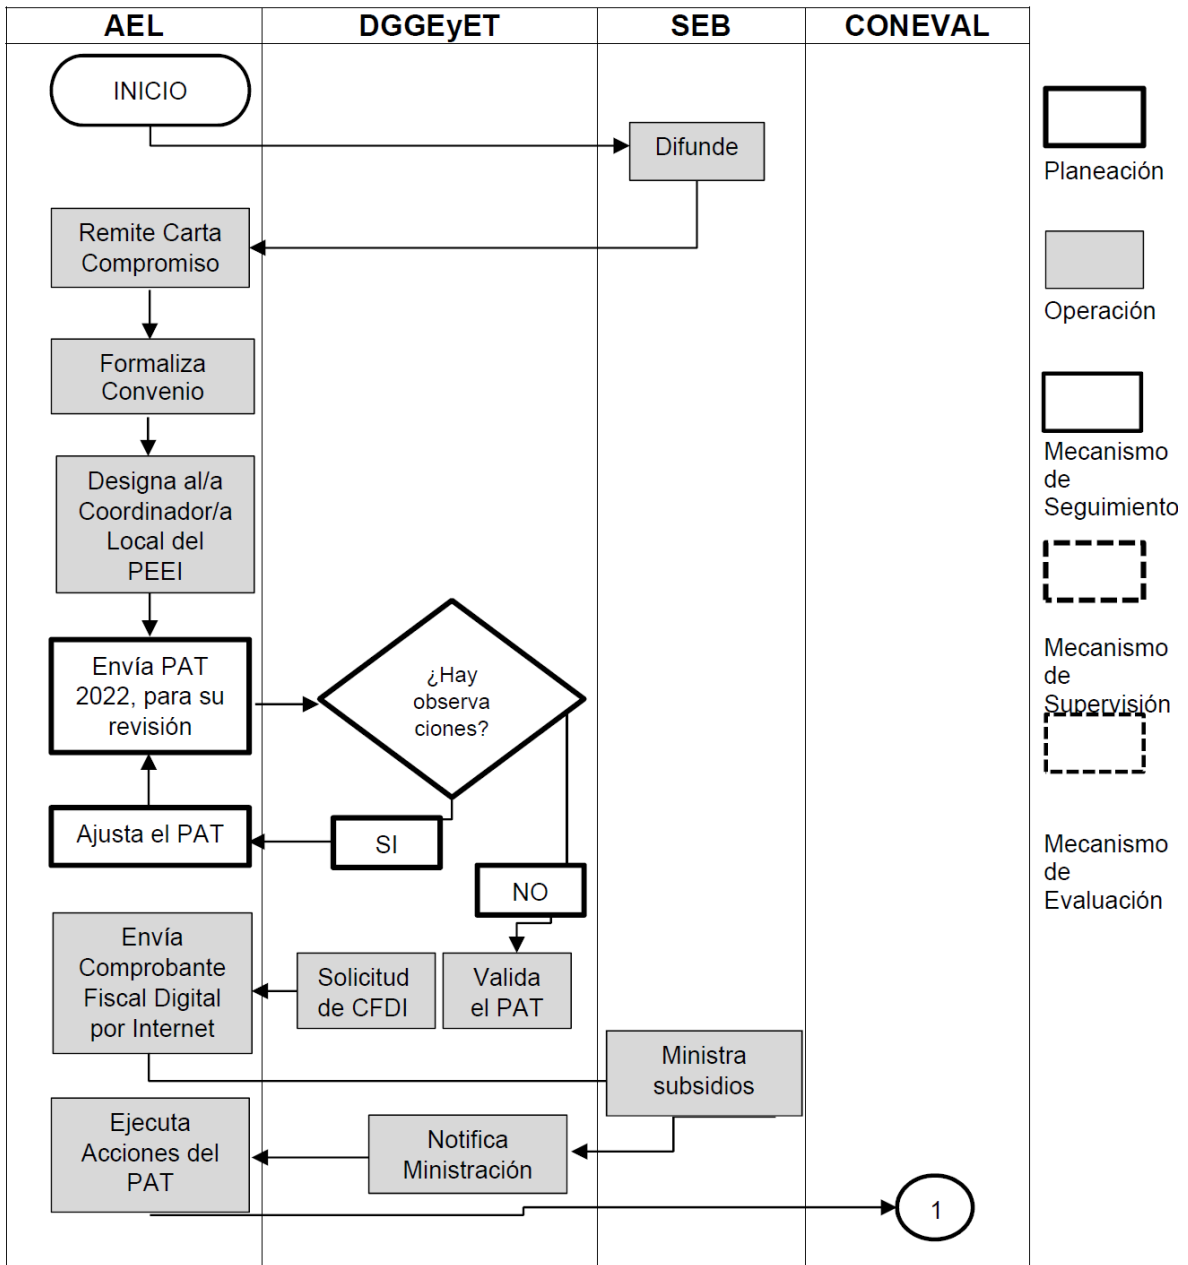 AEL
DGGEyET
SEB
CONEVAL
INICIO
Difunde
Remite Carta
Compromiso
Formaliza
Convenio
Designa al/a
Coordinador/a
Local del
PEEI
Envía PAT
2022, para su
revisión
¿Hay
observa
ciones?
Ajusta el PAT
SI
NO
Envía
Comprobante
Fiscal Digital
por Internet
Solicitud
de CFDI
Valida
el PAT
Ministra
subsidios
Ejecuta
Acciones del
PAT
Notifica
Ministración
1
Planeación
Operación
Mecanismo
de
Seguimiento
Mecanismo
de
Supervisión
Mecanismo
de
Evaluación